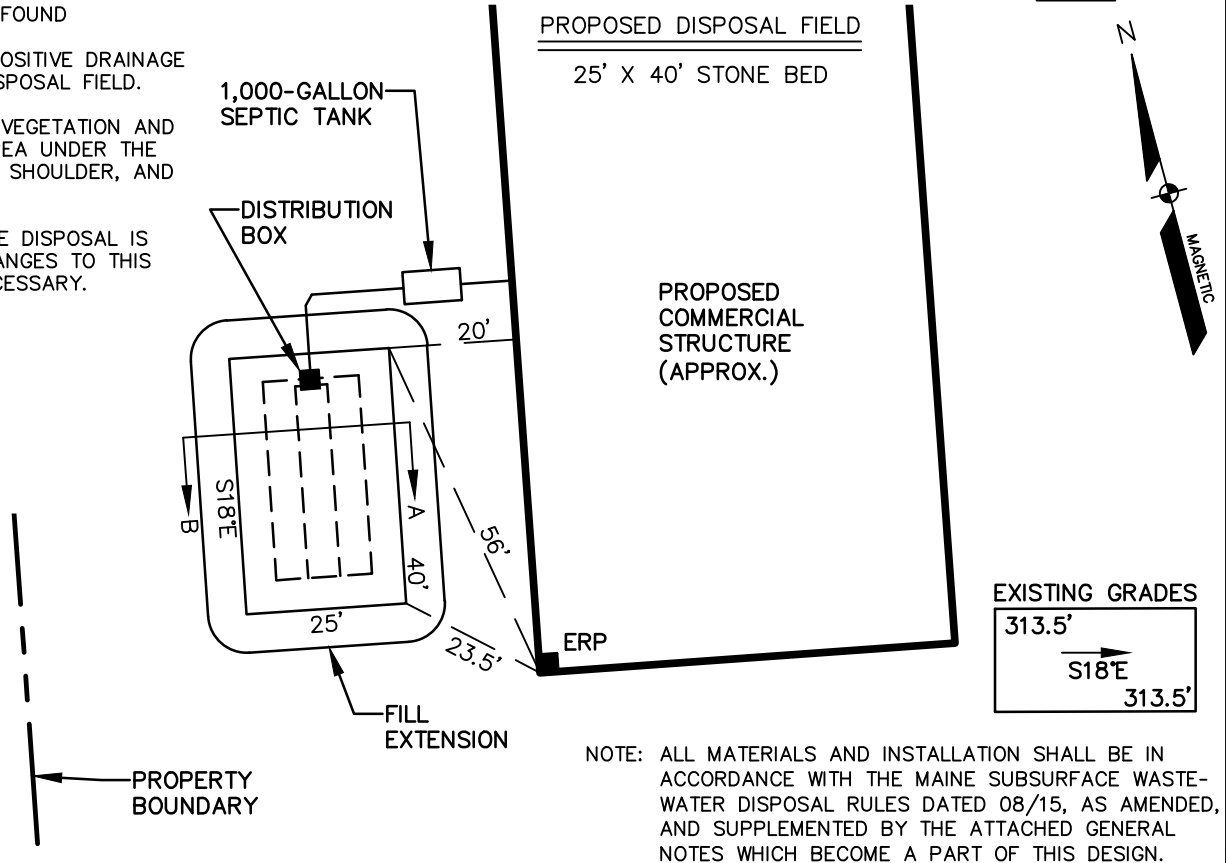 FOUND
OSITIVE DRAINAGE
SPOSAL FIELD.
VEGETATION AND
EA UNDER THE
SHOULDER, AND
E DISPOSAL IS
ANGES TO THIS
CESSARY.
PROPOSED DISPOSAL FIELD
25' X 40' STONE BED
1,000-GALLON
SEPTIC TANK
DISTRIBUTION
BOX
N
MAGNETIC
20'
PROPOSED
COMMERCIAL
STRUCTURE
(APPROX.)
S18°E
B
A
40'
56'
25'
23.5'
ERP
FILL
EXTENSION
PROPERTY
BOUNDARY
EXISTING GRADES
313.5'
S18°E
313.5'
NOTE: ALL MATERIALS AND INSTALLATION SHALL BE IN
ACCORDANCE WITH THE MAINE SUBSURFACE WASTE-
WATER DISPOSAL RULES DATED 08/15, AS AMENDED,
AND SUPPLEMENTED BY THE ATTACHED GENERAL
NOTES WHICH BECOME A PART OF THIS DESIGN.